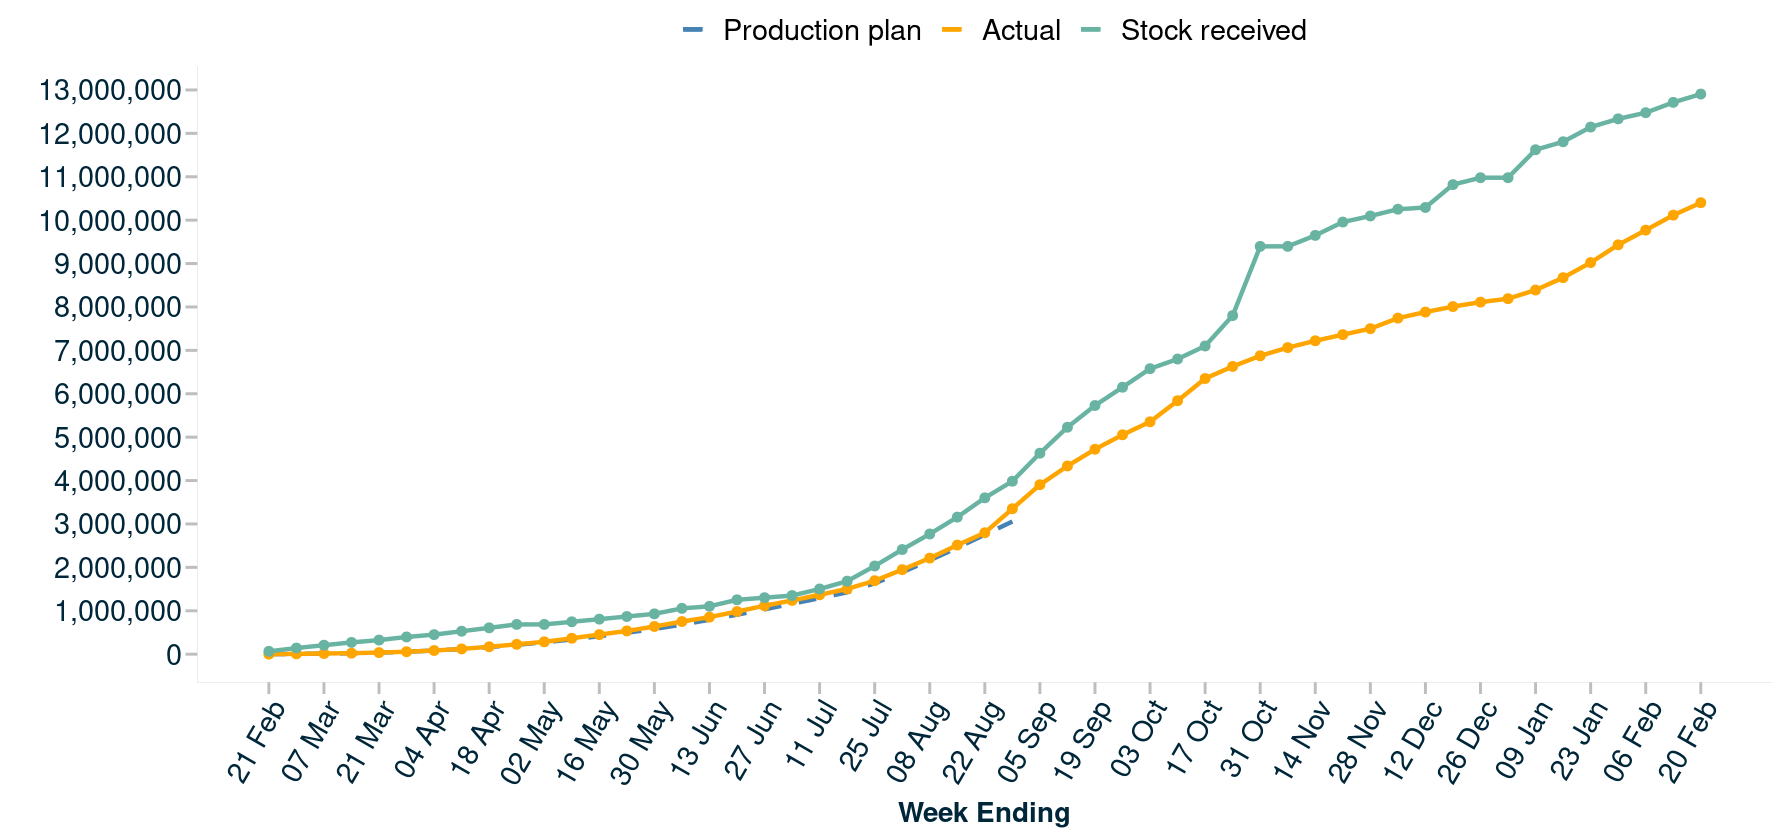 Production plan Actual Stock received
13,000,000
12,000,000
11,000,000
10,000,000
9,000,000
8,000,000
7,000,000
6,000,000
5,000,000
4,000,000
3,000,000
2,000,000
1,000,000
0
21 Feb
07 Mar
21 Mar
04 Apr
18 Apr
02 May
16 May
30 May
13 Jun
27 Jun
11 Jul
25 Jul
08 Aug
22 Aug
05 Sep
19 Sep
03 Oct
17 Oct
31 Oct
14 Nov
28 Nov
12 Dec
26 Dec
09 Jan
23 Jan
06 Feb
20 Feb
Week Ending